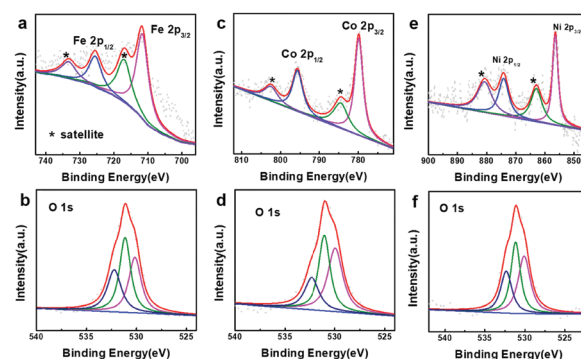 a
Intensity(a.u.)
Fe 2p3/2
Fe 2p1/2
*
*
* satellite
740 730 720 710 700
Binding Energy(eV)
c
Intensity(a.u.)
Co 2p3/2
Co 2p1/2
*
*
810 795 780
Binding Energy(eV)
e
Intensity(a.u.)
Ni 2p3/2
Ni 2p1/2
*
*
900 890 880 870 860 850
Binding Energy(eV)
b
Intensity(a.u.)
O 1s
540 535 530 525
Binding Energy(eV)
d
Intensity(a.u.)
O 1s
540 535 530 525
Binding Energy(eV)
f
Intensity(a.u.)
O 1s
540 535 530 525
Binding Energy(eV)